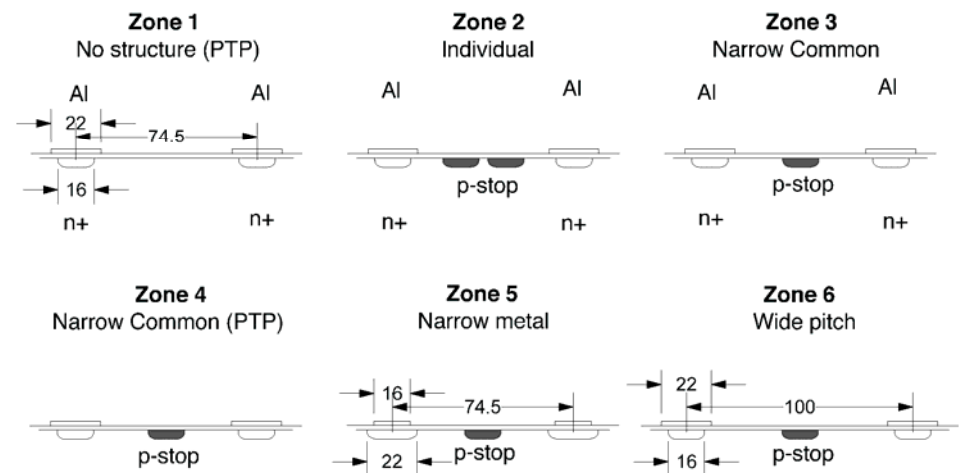 Zone 1
No structure (PTP)
Al
Al
22
74.5
16
n+
n+
Zone 2
Individual
Al
Al
p-stop
n+
n+
Zone 3
Narrow Common
Al
Al
p-stop
n+
n+
Zone 4
Narrow Common (PTP)
p-stop
Zone 5
Narrow metal
16
74.5
22
p-stop
Zone 6
Wide pitch
22
100
16
p-stop